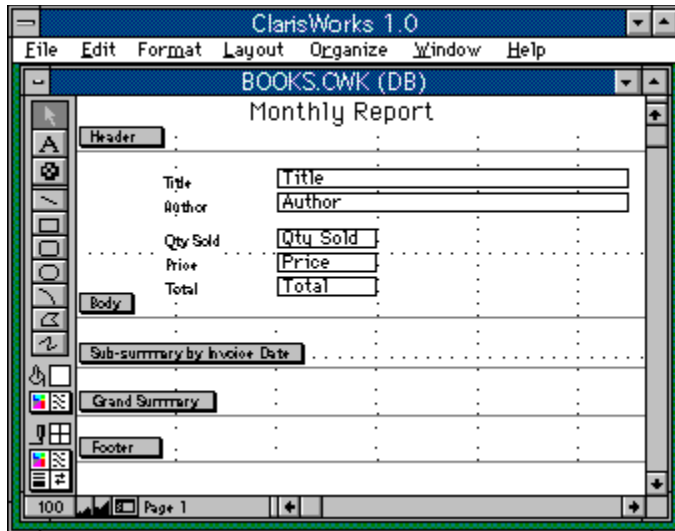 ClarisWorks 1.0
File Edit Format Layout Organize Window Help
BOOKS.CWK (DB)
Monthly Report
Header
Title Title
Author Author
Qty Sold Qty Sold
Price Price
Total Total
Body
Sub-summary by Invoice Date
Grand Summary
Footer
100 Page 1